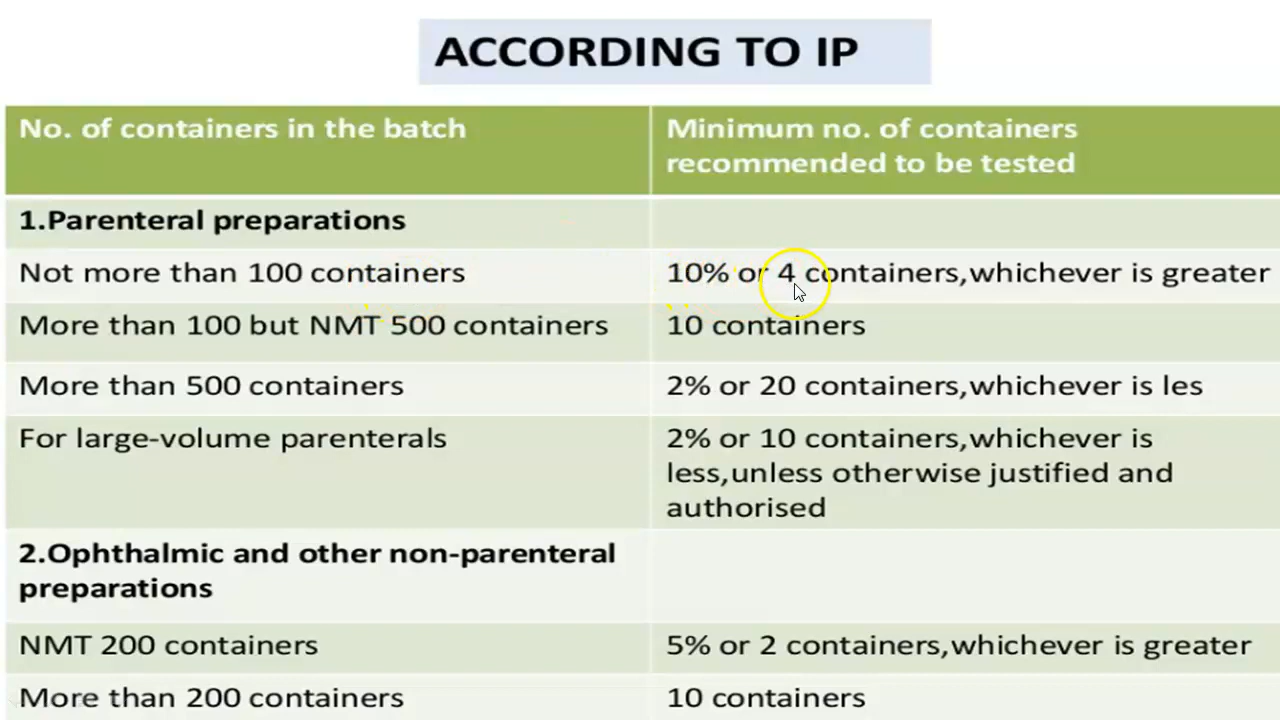 ACCORDING TO IP
No. of containers in the batch
Minimum no. of containers
recommended to be tested
1.Parenteral preparations
Not more than 100 containers
10% or 4 containers,whichever is greater
More than 100 but NMT 500 containers
10 containers
More than 500 containers
2% or 20 containers,whichever is les
For large-volume parenterals
2% or 10 containers,whichever is
less,unless otherwise justified and
authorised
2.Ophthalmic and other non-parenteral
preparations
NMT 200 containers
5% or 2 containers,whichever is greater
More than 200 containers
10 containers